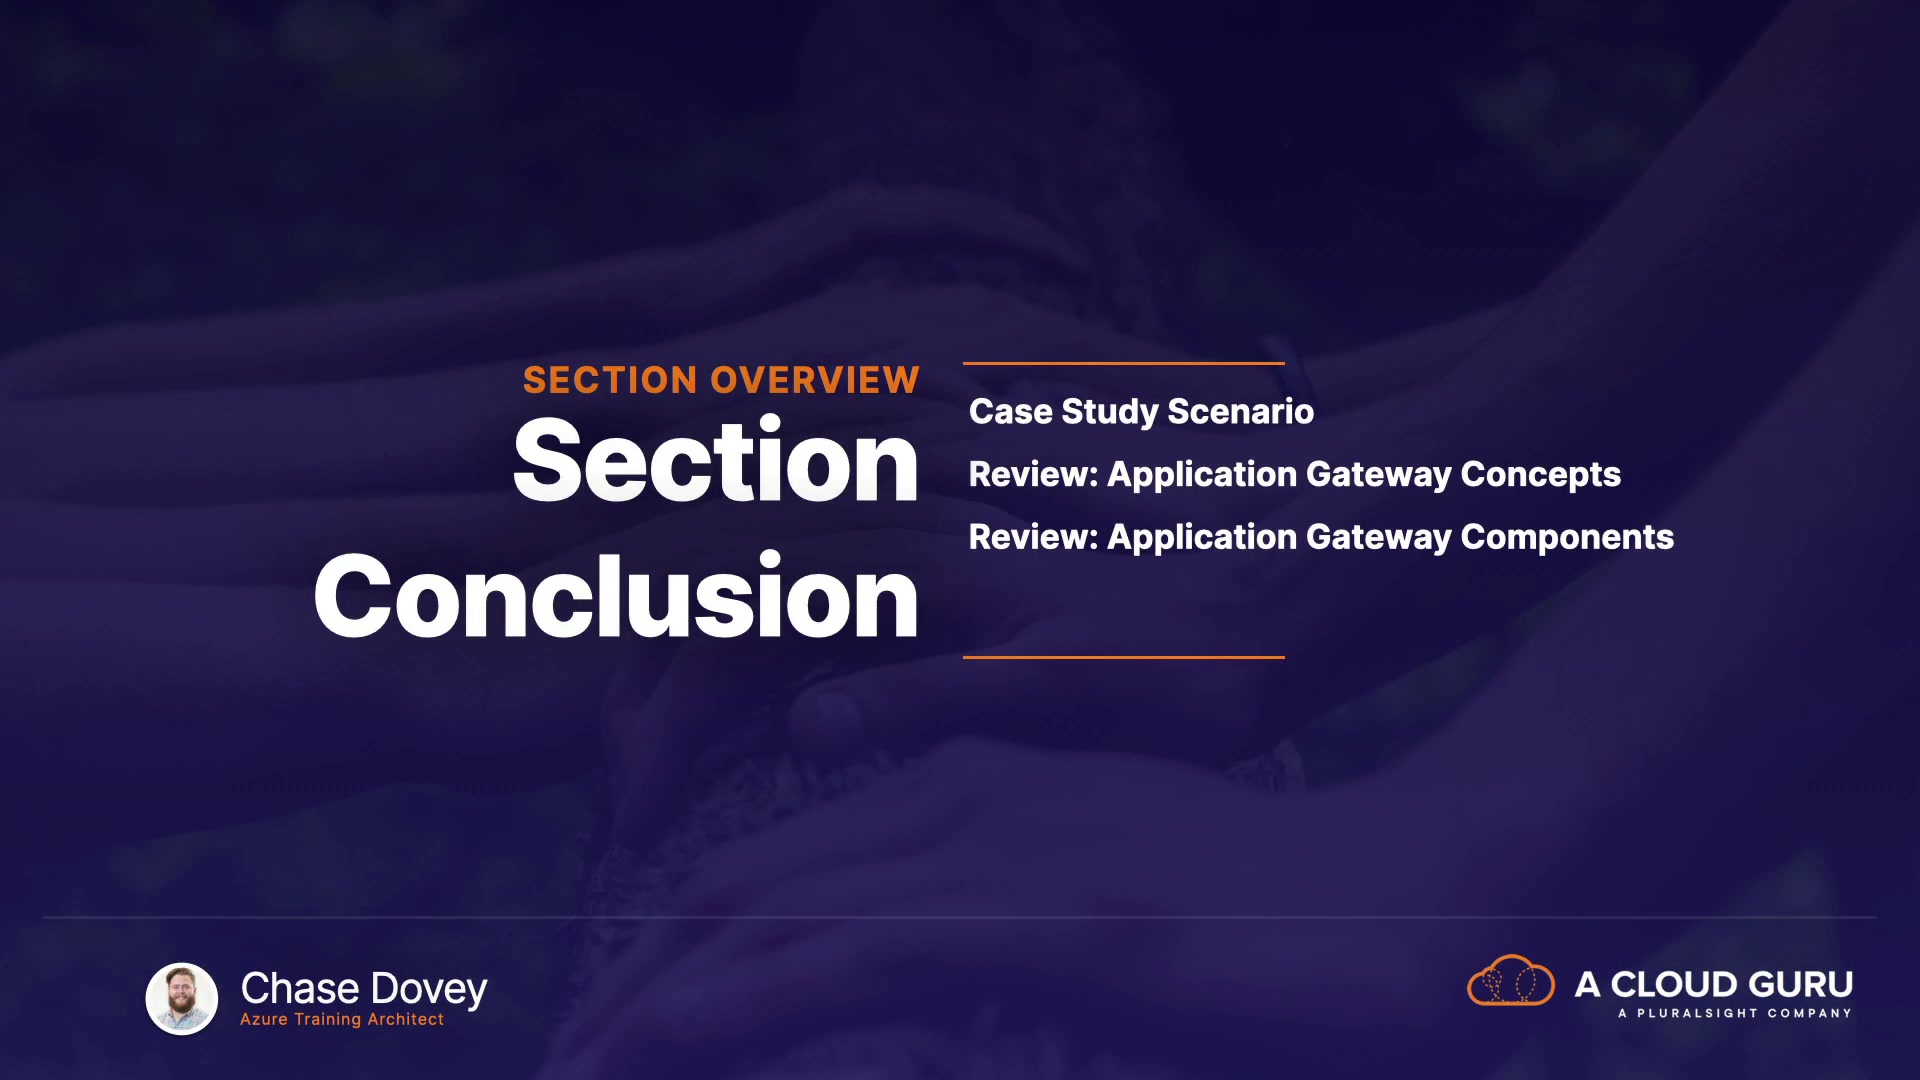 SECTION OVERVIEW
Section
Conclusion
Case Study Scenario
Review: Application Gateway Concepts
Review: Application Gateway Components
Chase Dovey
Azure Training Architect
A CLOUD GURU
A PLURALSIGHT COMPANY